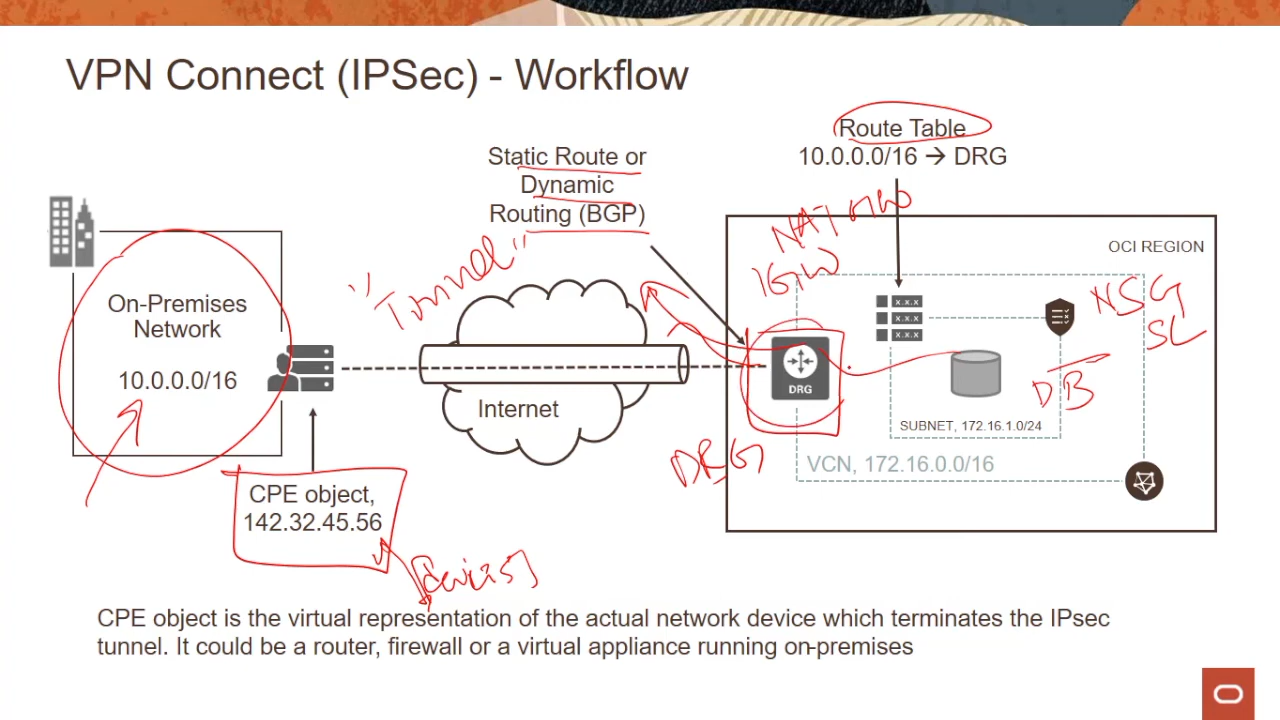 VPN Connect (IPSec) - Workflow
Route Table
10.0.0.0/16 → DRG
Static Route or
Dynamic
Routing (BGP)
NAT GW
IGW
OCI REGION
"Tunnel"
On-Premises
Network
10.0.0.0/16
NSG
SL
DRG
DB
Internet
SUBNET, 172.16.1.0/24
DRG
VCN, 172.16.0.0/16
CPE object,
142.32.45.56
[devices]
CPE object is the virtual representation of the actual network device which terminates the IPsec
tunnel. It could be a router, firewall or a virtual appliance running on-premises